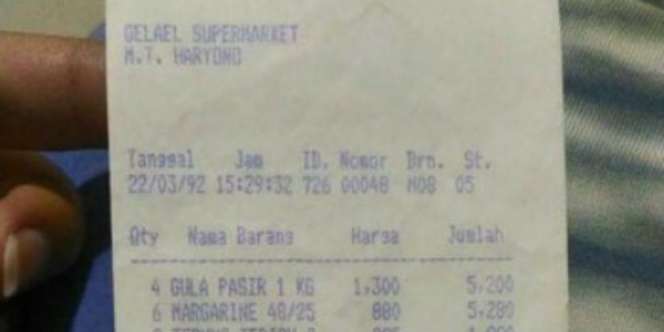 GELAEL SUPERMARKET
M.T. HARYONO
Tanggal Jam ID. Nomor Brn. St.
22/03/92 15:29:32 726 00048 M08 05
Qty Nama Barang Harga Jumlah
4 GULA PASIR 1 KG 1,300 5,200
6 MARGARINE 48/25 880 5,280